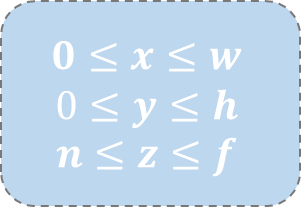 0 ≤ x ≤ w
0 ≤ y ≤ h
n ≤ z ≤ f